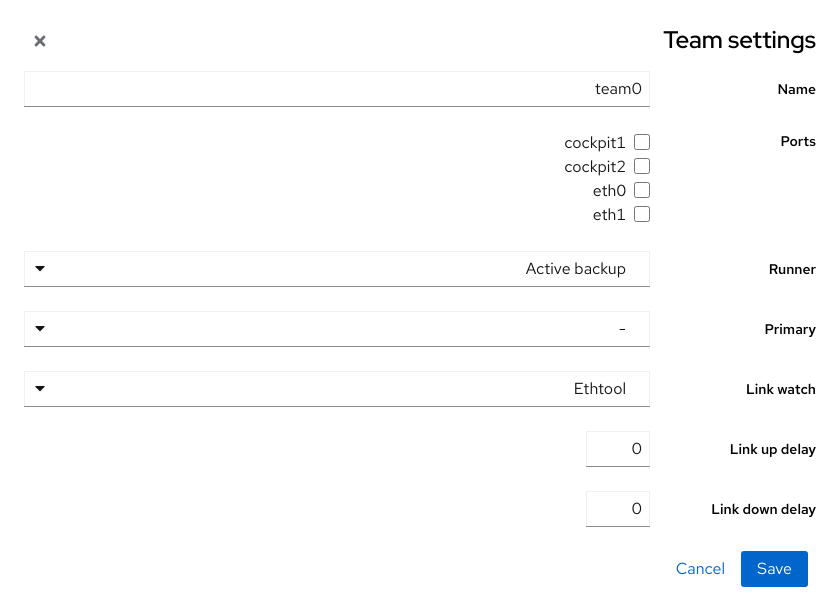 Team settings
Name
team0
Ports
cockpit1
cockpit2
eth0
eth1
Runner
Active backup
Primary
-
Link watch
Ethtool
Link up delay
0
Link down delay
0
Save
Cancel